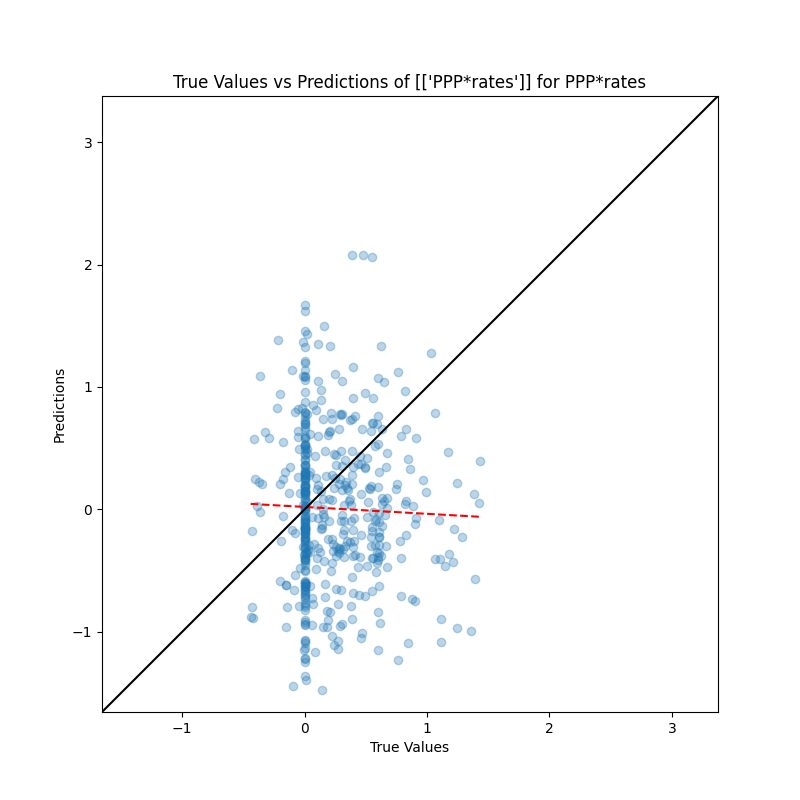 True Values vs Predictions of [['PPP*rates']] for PPP*rates
3
2
1
0
−1
Predictions
−1 0 1 2 3
True Values